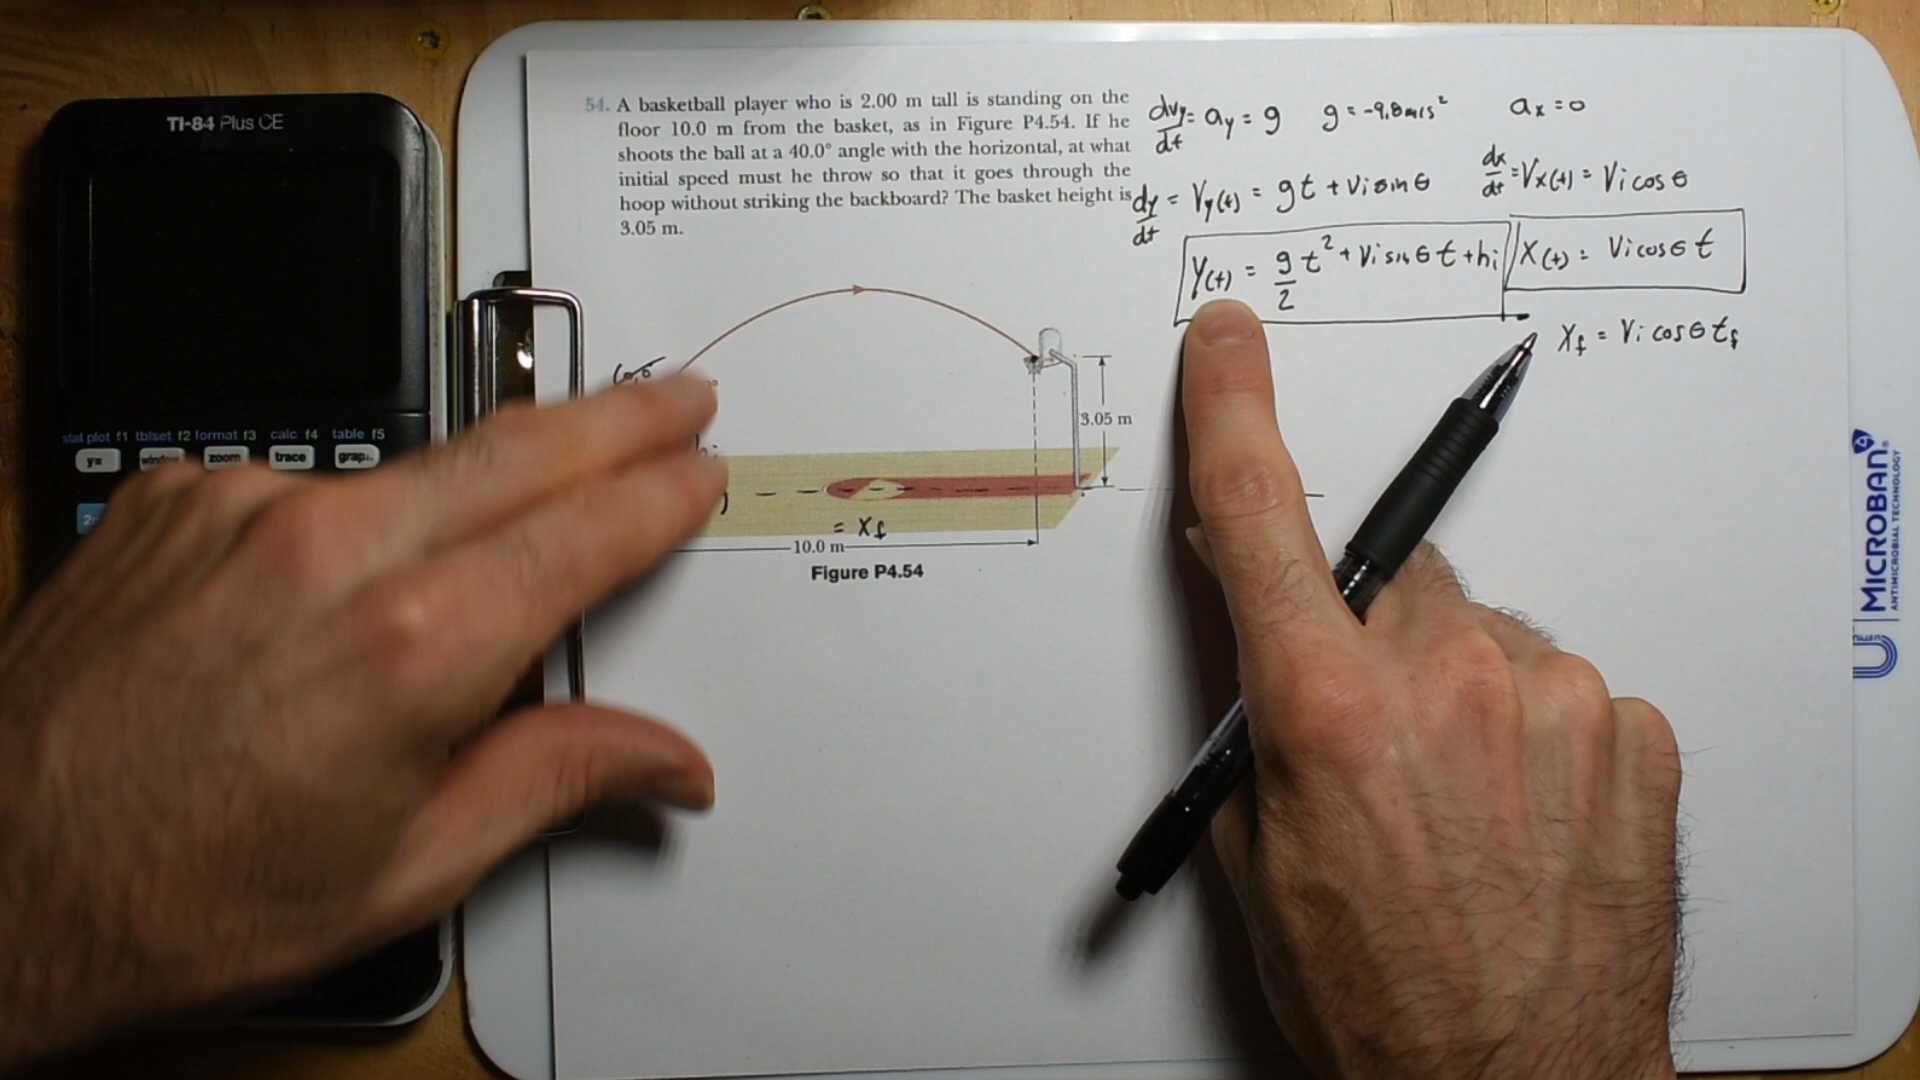 TI-84 Plus CE
stat plot f1 tblset f2 format f3 calc f4 table f5
y= window zoom trace
54. A basketball player who is 2.00 m tall is standing on the
floor 10.0 m from the basket, as in Figure P4.54. If he
shoots the ball at a 40.0° angle with the horizontal, at what
initial speed must he throw so that it goes through the
hoop without striking the backboard? The basket height is
3.05 m.
dvy/dt = ay = g g = -9,8m/s² ax = 0
dy/dt = Vy(t) = gt + Vi sin θ dx/dt = Vx(t) = Vi cos θ
Y(t) = g/2 t² + Vi sin θ t + hi X(t) = Vi cos θ t
Xf = Vi cos θ tf
3.05 m
= Xf
10.0 m
Figure P4.54
MICROBAN®
ANTIMICROBIAL TECHNOLOGY